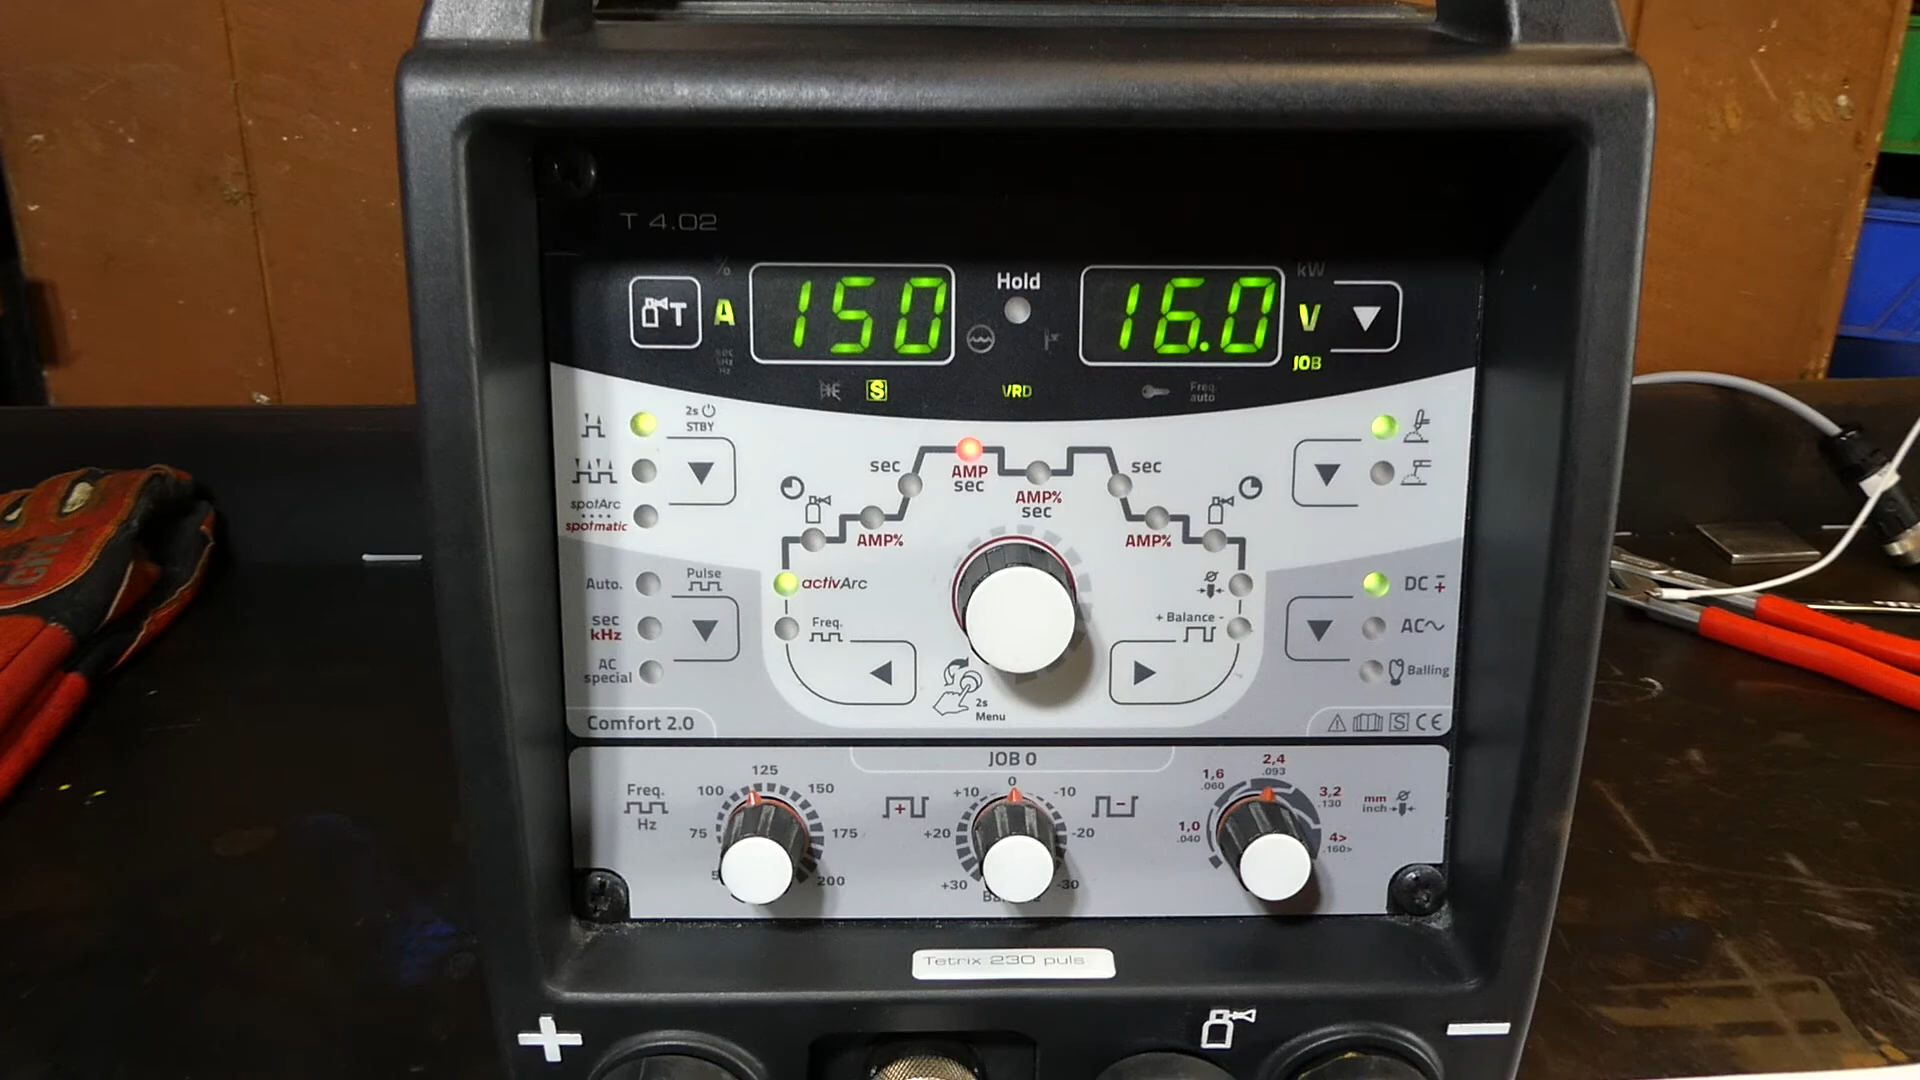 T 4.02
%
kW
Hold
T
A
150
16.0
V
sec
kHz
Hz
JOB
S
VRD
Freq.
auto
2s
STBY
spotArc
spotmatic
sec
AMP
sec
AMP%
sec
sec
AMP%
AMP%
Auto.
Pulse
sec
kHz
AC
special
activArc
Freq.
+ Balance -
2s
Menu
DC
AC~
Balling
Comfort 2.0
S CE
JOB 0
Freq.
Hz
75
100
125
150
175
200
+30
+20
+10
0
-10
-20
-30
1,0
.040
1,6
.060
2,4
.093
3,2
.130
4>
.160>
mm
inch
Tetrix 230 puls
+
-